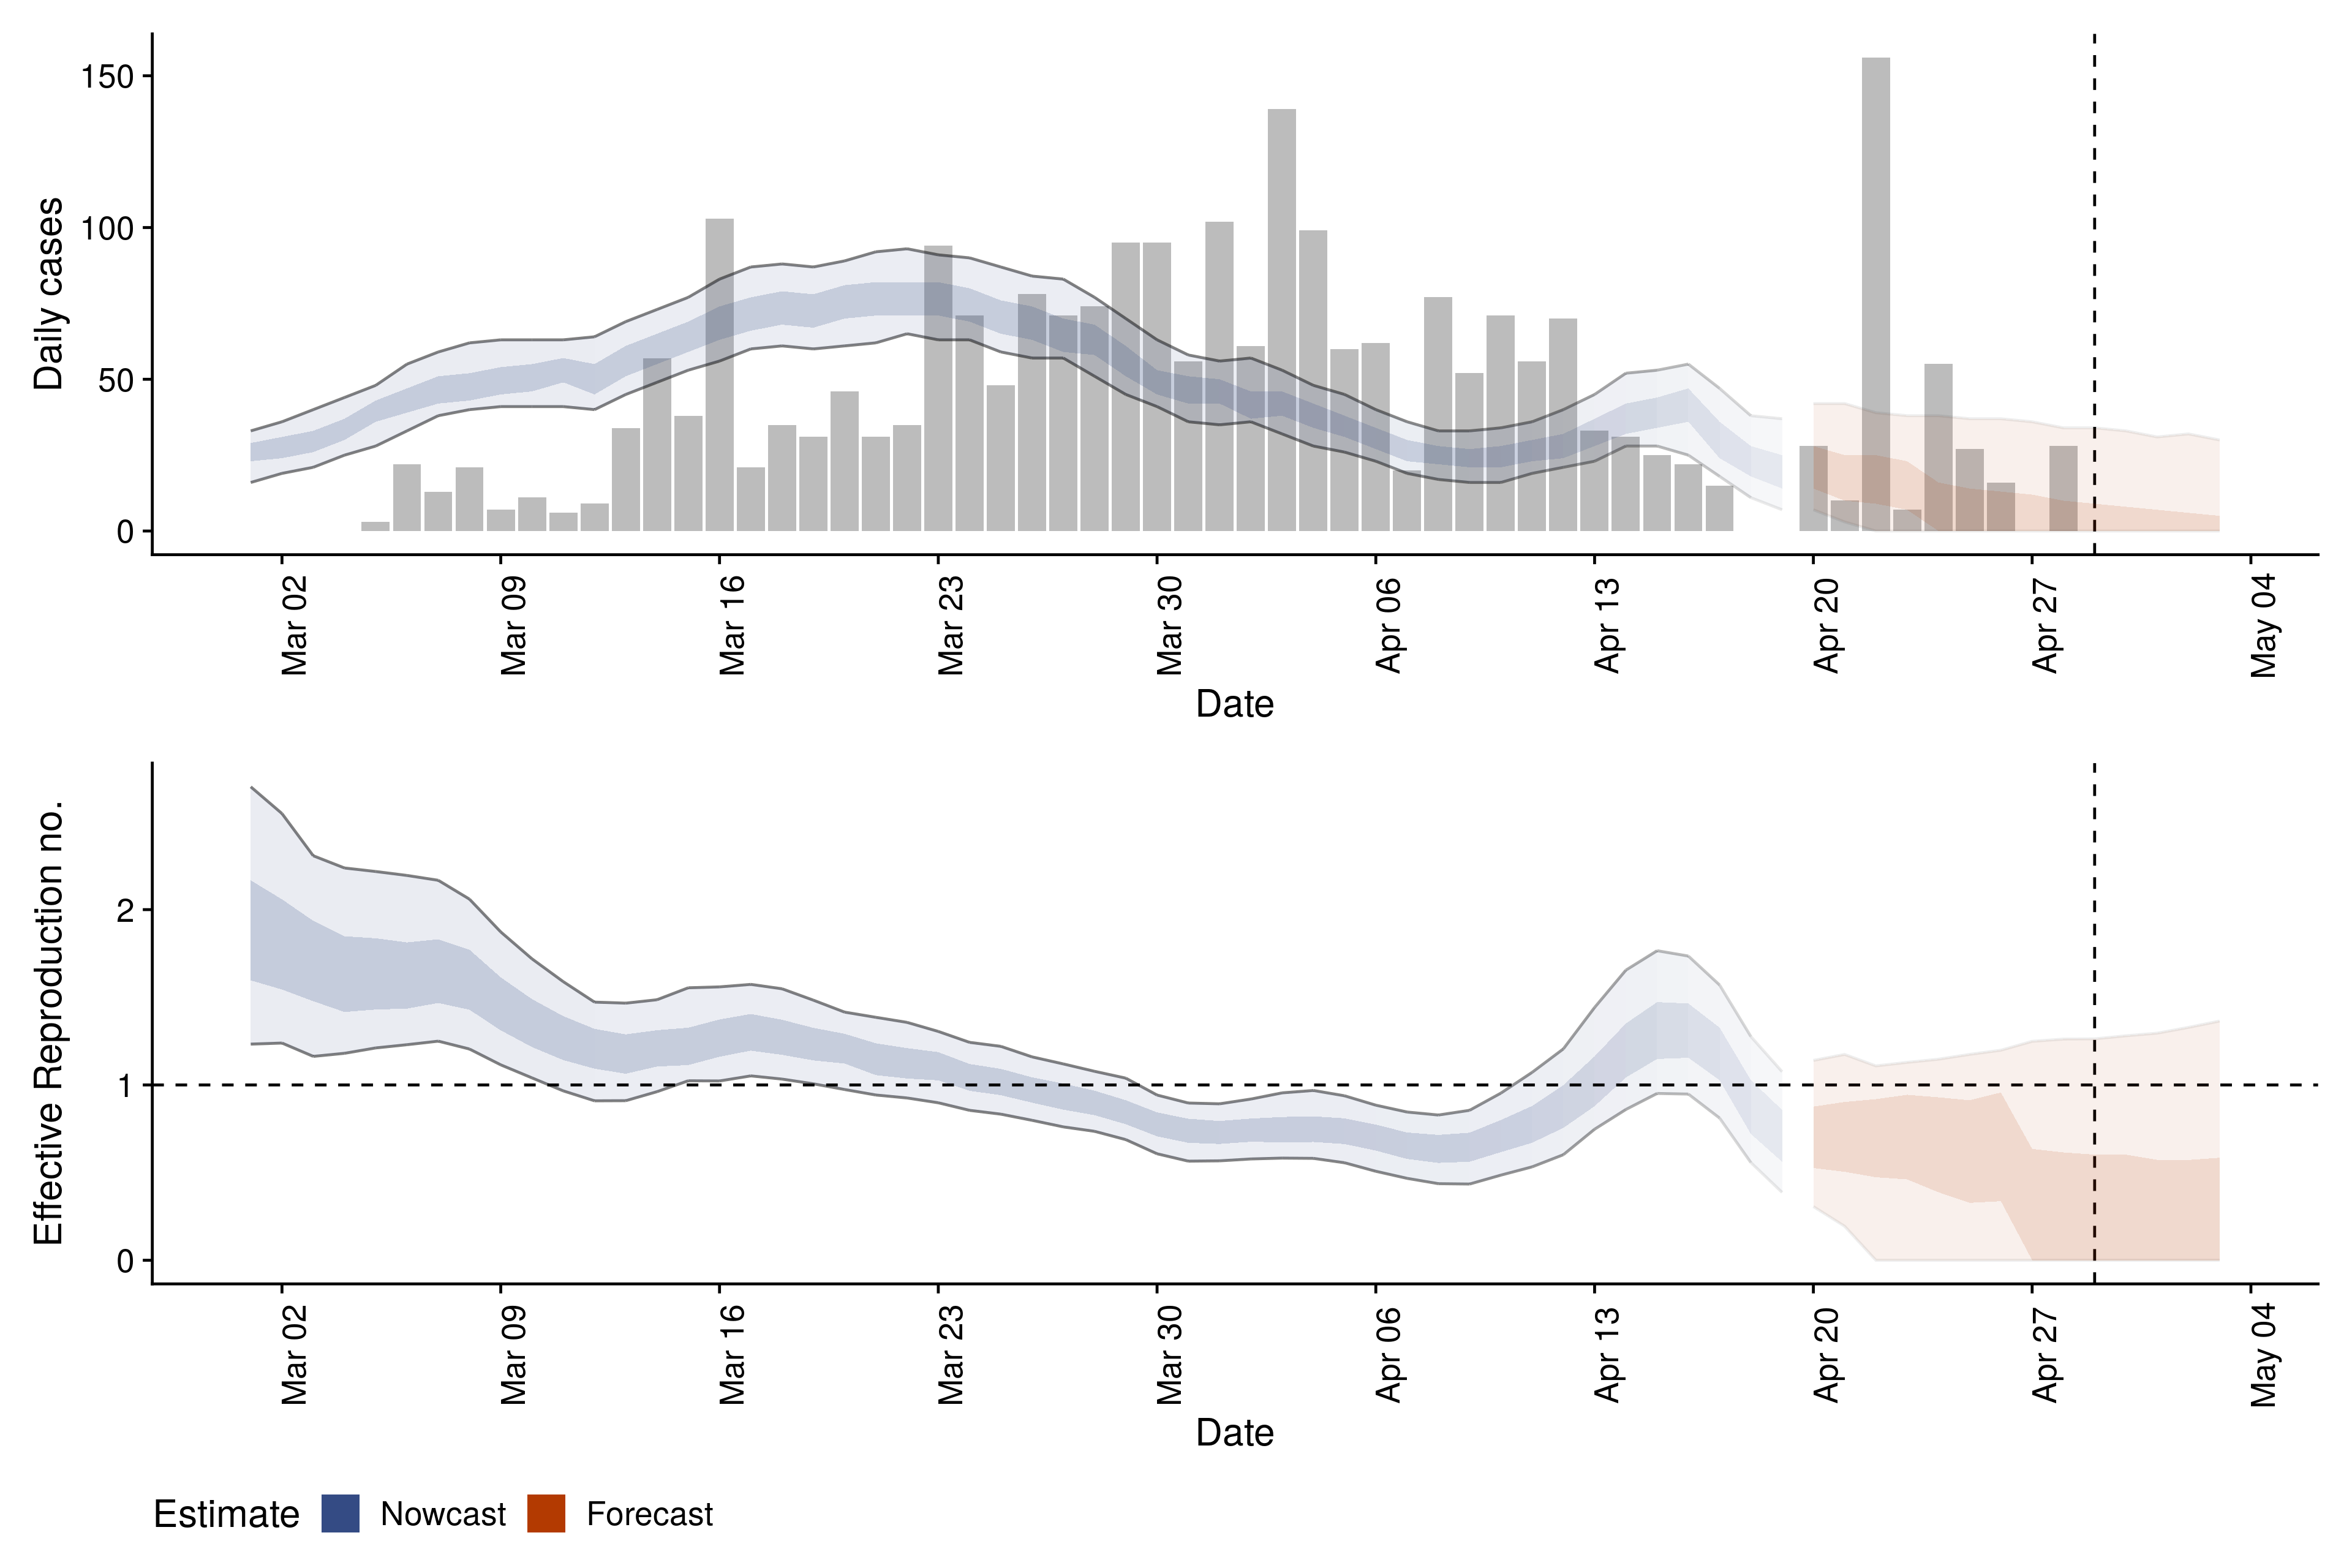 Daily cases
150
100
50
0
Mar 02
Mar 09
Mar 16
Mar 23
Mar 30
Apr 06
Apr 13
Apr 20
Apr 27
May 04
Date
Effective Reproduction no.
2
1
0
Mar 02
Mar 09
Mar 16
Mar 23
Mar 30
Apr 06
Apr 13
Apr 20
Apr 27
May 04
Date
Estimate Nowcast Forecast